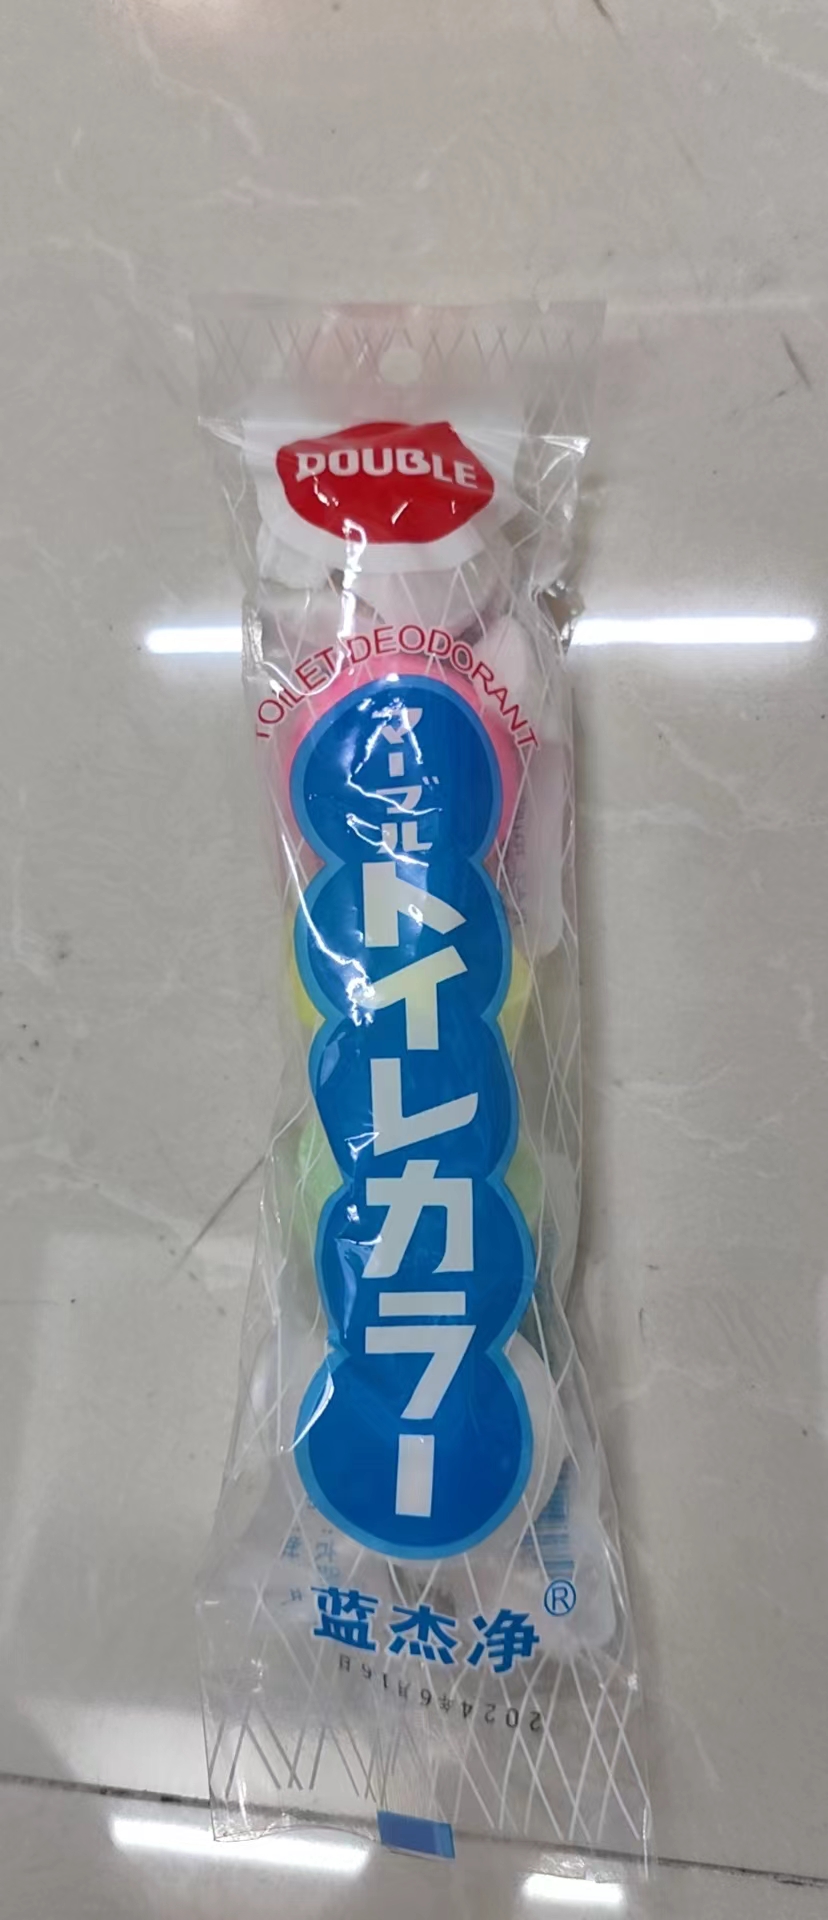 DOUBLE
TOILET DEODORANT
マーブル
トイレカラー
蓝杰净®
2024年6月16日